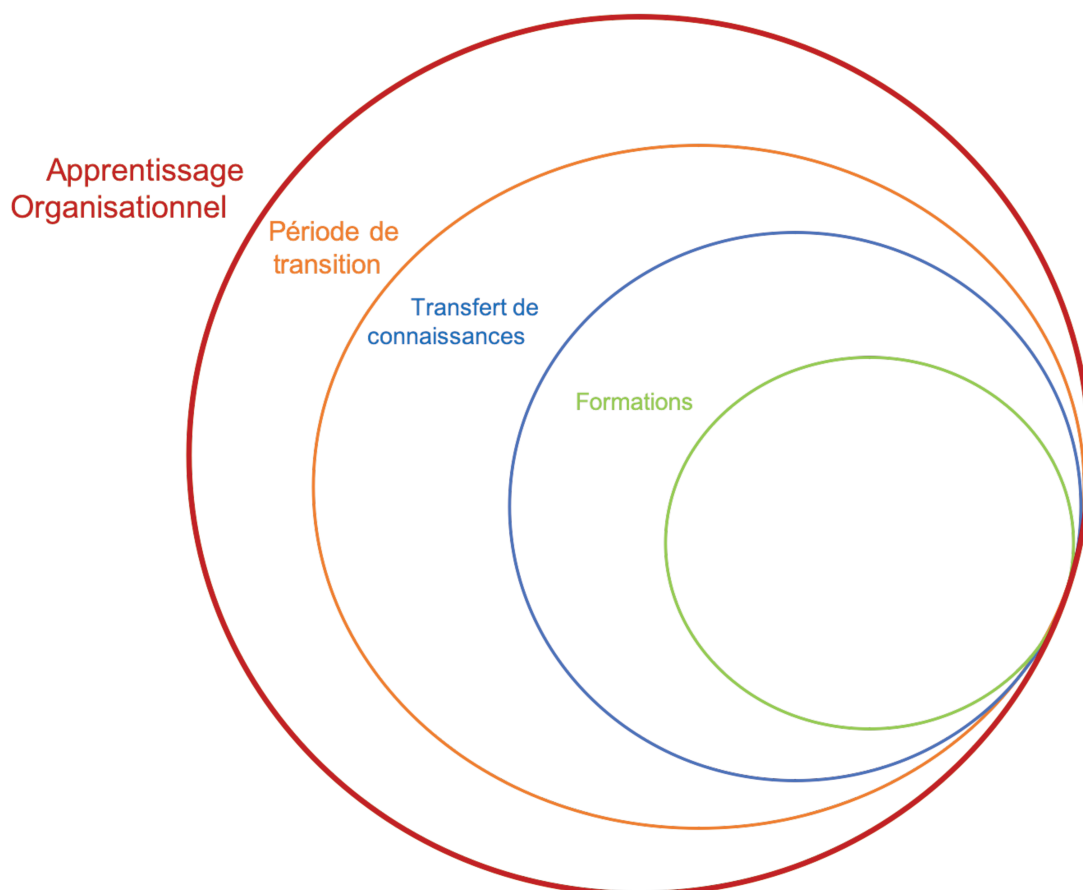 Apprentissage
Organisationnel
Période de
transition
Transfert de
connaissances
Formations